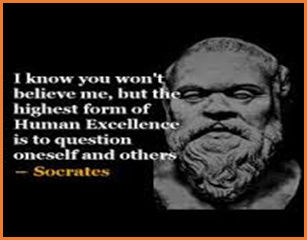 I know you won't
believe me, but the
highest form of
Human Excellence
is to question
oneself and others
— Socrates